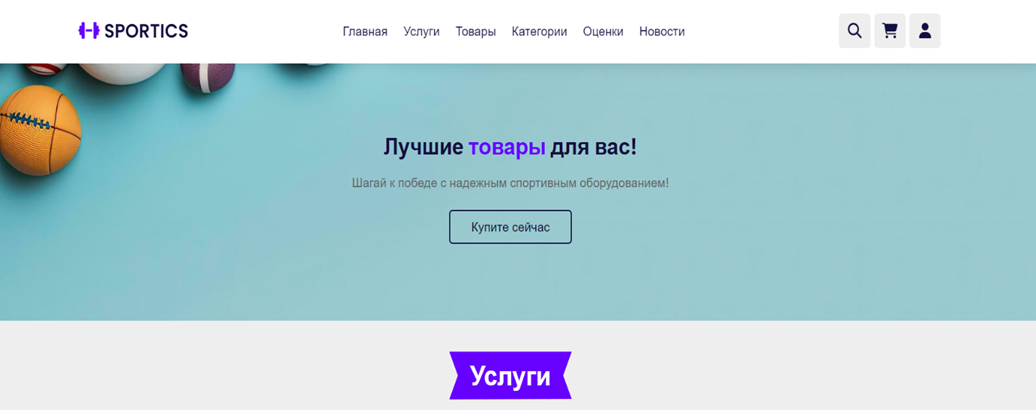 SPORTICS
Главная Услуги Товары Категории Оценки Новости
Лучшие товары для вас!
Шагай к победе с надежным спортивным оборудованием!
Купите сейчас
Услуги